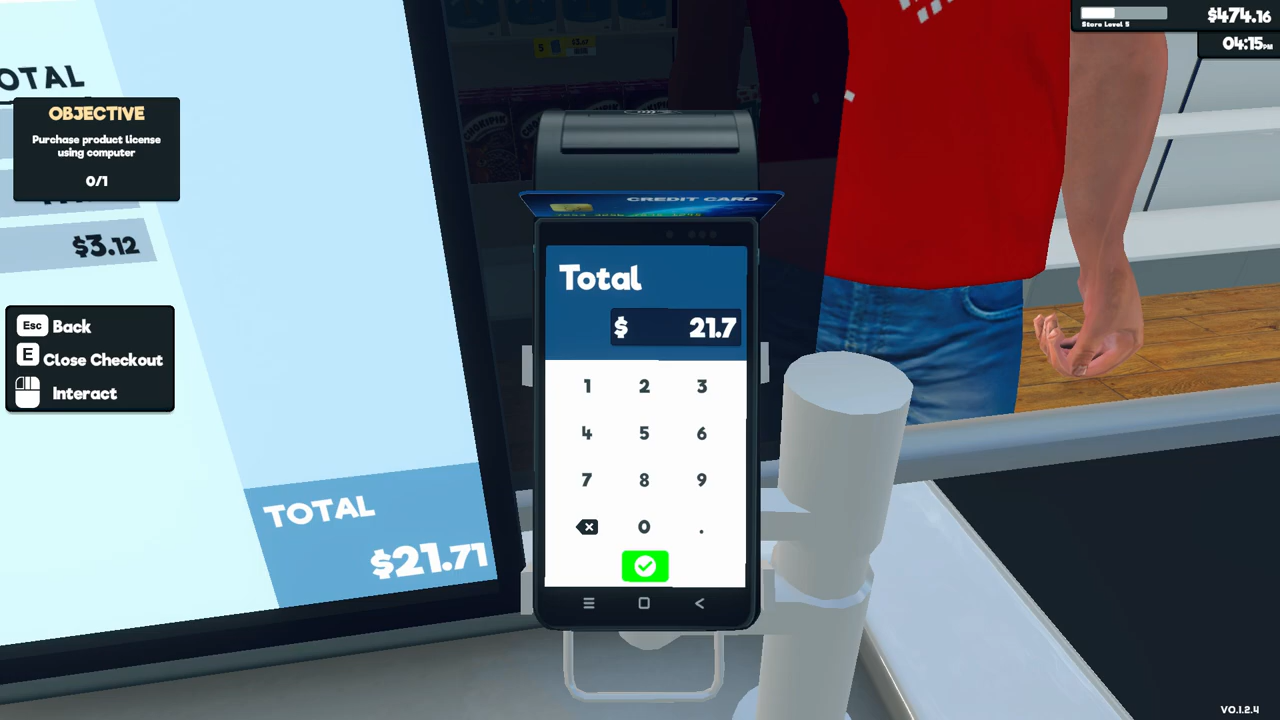 OTAL
OBJECTIVE
Purchase product license
using computer
0/1
$3.12
Esc Back
E Close Checkout
Interact
TOTAL
$21.71
CREDIT CARD
Total
$ 21.7
1 2 3
4 5 6
7 8 9
0 .
Store Level 5
$474.16
04:15PM
V0.1.2.4